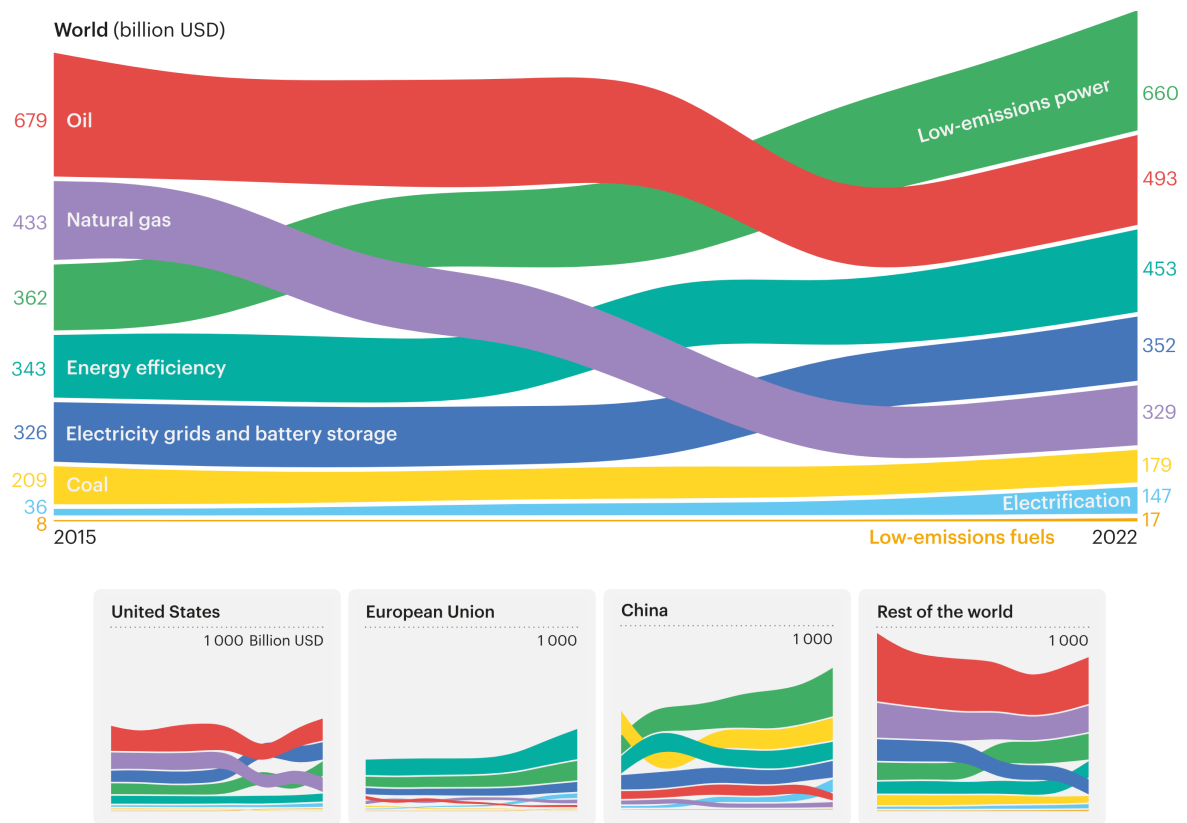 World (billion USD)
679 Oil
433 Natural gas
362
343 Energy efficiency
326 Electricity grids and battery storage
209 Coal
36
8
Low-emissions power 660
493
453
352
329
179
Electrification 147
17
2015 Low-emissions fuels 2022
United States
1 000 Billion USD
European Union
1 000
China
1 000
Rest of the world
1 000